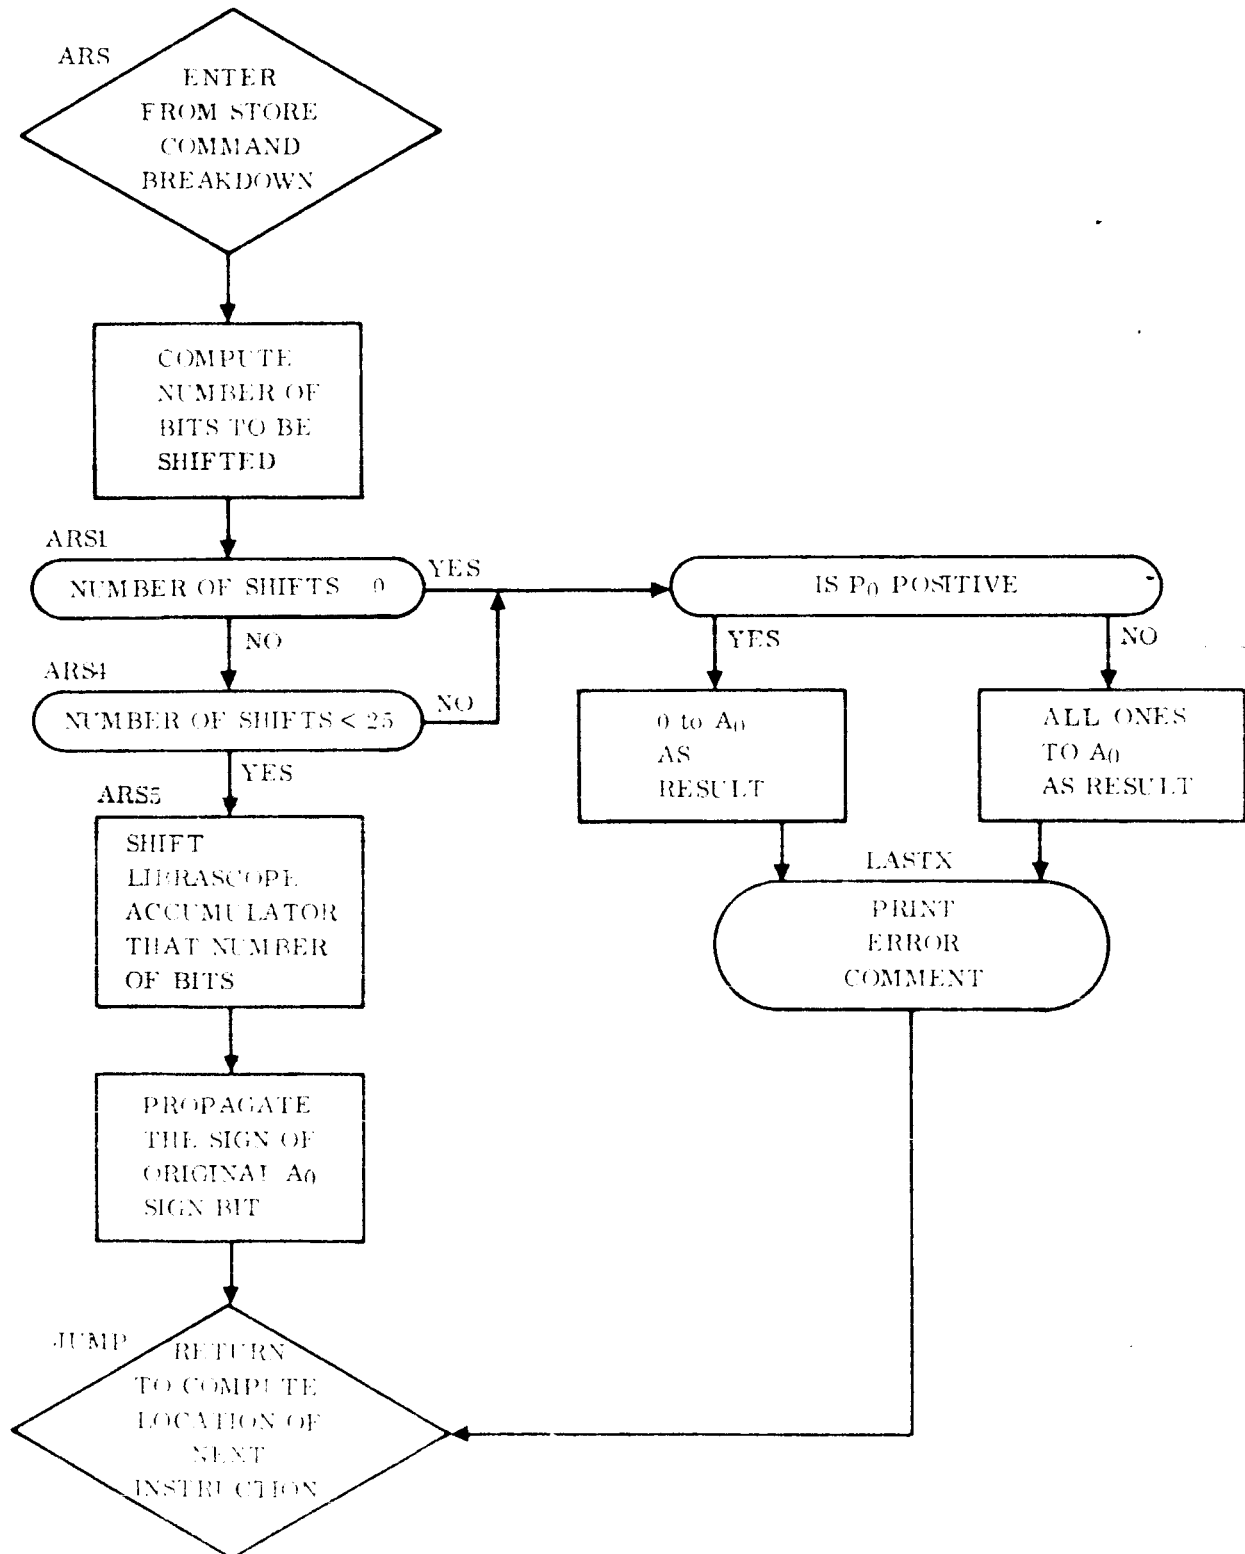 ARS
ENTER
FROM STORE
COMMAND
BREAKDOWN
COMPUTE
NUMBER OF
BITS TO BE
SHIFTED
ARS1
NUMBER OF SHIFTS 0
YES
IS P0 POSITIVE
NO
YES
NO
ARS4
NUMBER OF SHIFTS < 25
NO
0 to A0
AS
RESULT
ALL ONES
TO A0
AS RESULT
YES
ARS5
SHIFT
LIBRASCOPE
ACCUMULATOR
THAT NUMBER
OF BITS
LASTX
PRINT
ERROR
COMMENT
PROPAGATE
THE SIGN OF
ORIGINAL A0
SIGN BIT
JUMP
RETURN
TO COMPUTE
LOCATION OF
NEXT
INSTRUCTION